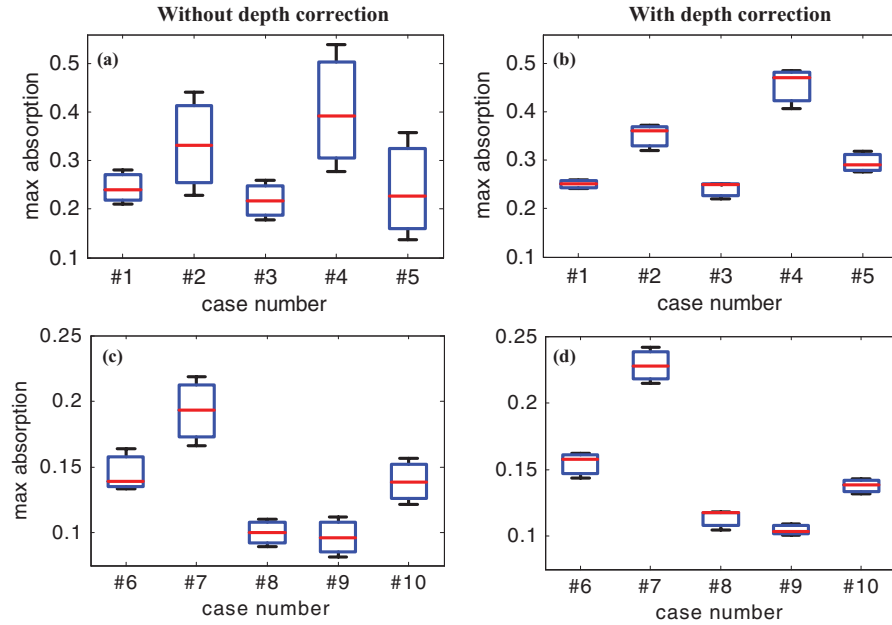 Without depth correction
With depth correction
(a)
max absorption
0.5
0.4
0.3
0.2
0.1
#1 #2 #3 #4 #5
case number
(b)
max absorption
0.5
0.4
0.3
0.2
0.1
#1 #2 #3 #4 #5
case number
(c)
max absorption
0.25
0.2
0.15
0.1
#6 #7 #8 #9 #10
case number
(d)
max absorption
0.25
0.2
0.15
0.1
#6 #7 #8 #9 #10
case number